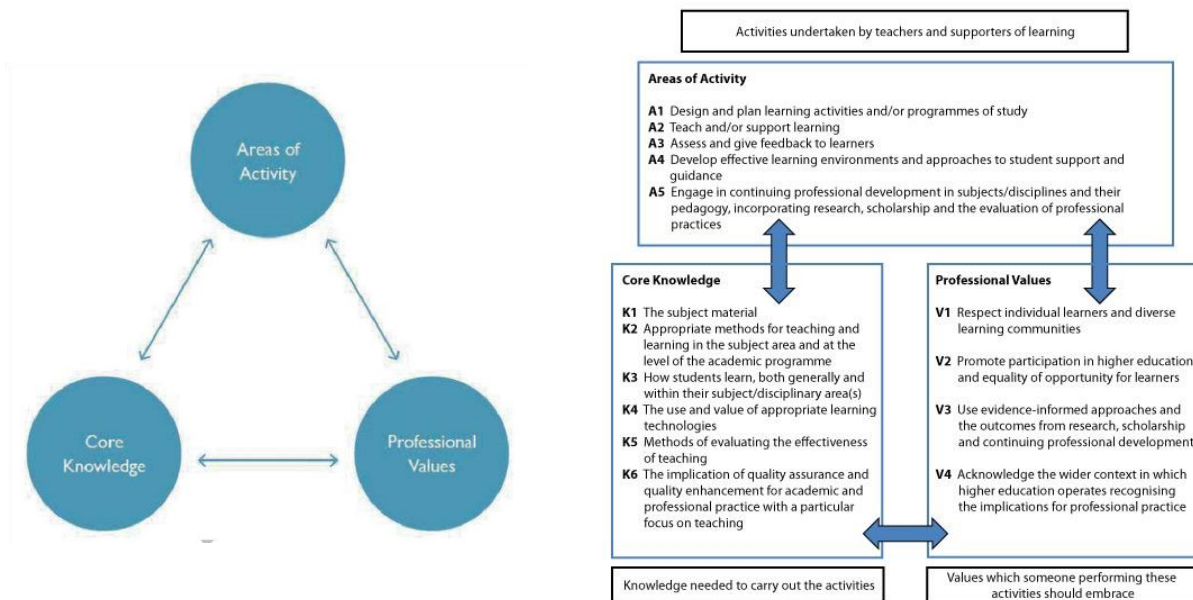 Areas of
Activity
Core
Knowledge
Professional
Values
Activities undertaken by teachers and supporters of learning
Areas of Activity
A1 Design and plan learning activities and/or programmes of study
A2 Teach and/or support learning
A3 Assess and give feedback to learners
A4 Develop effective learning environments and approaches to student support and
guidance
A5 Engage in continuing professional development in subjects/disciplines and their
pedagogy, incorporating research, scholarship and the evaluation of professional
practices
Core Knowledge
K1 The subject material
K2 Appropriate methods for teaching and
learning in the subject area and at the
level of the academic programme
K3 How students learn, both generally and
within their subject/disciplinary area(s)
K4 The use and value of appropriate learning
technologies
K5 Methods of evaluating the effectiveness
of teaching
K6 The implication of quality assurance and
quality enhancement for academic and
professional practice with a particular
focus on teaching
Professional Values
V1 Respect individual learners and diverse
learning communities
V2 Promote participation in higher education
and equality of opportunity for learners
V3 Use evidence-informed approaches and
the outcomes from research, scholarship
and continuing professional development
V4 Acknowledge the wider context in which
higher education operates recognising
the implications for professional practice
Knowledge needed to carry out the activities
Values which someone performing these
activities should embrace